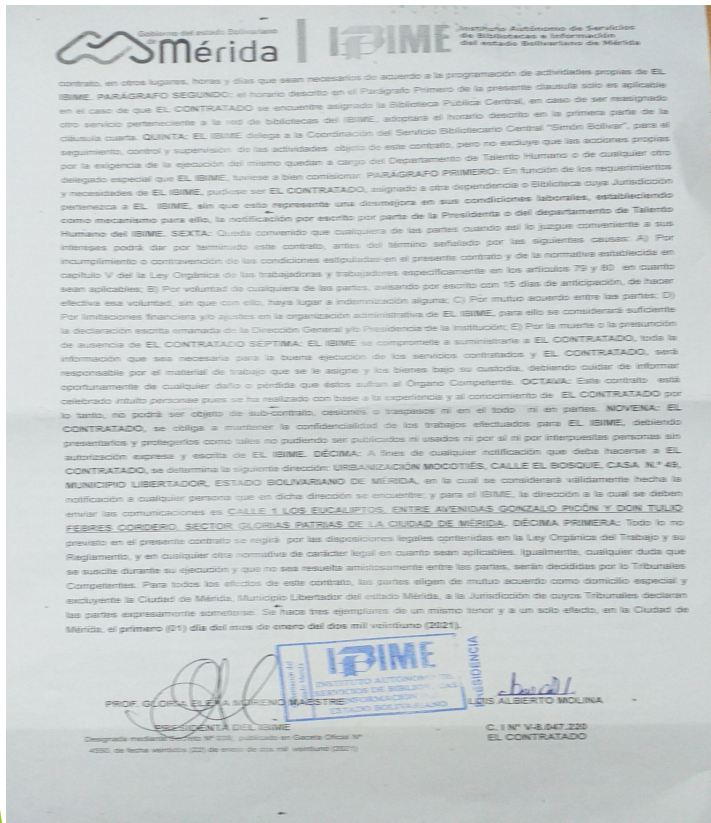 Gobierno del estado Bolivariano
de Mérida
IBIME
Instituto Autónomo de Servicios
de Bibliotecas e Información
del estado Bolivariano de Mérida
contrato, en otros lugares, horas y días que sean necesarios de acuerdo a la programación de actividades propias de EL
IBIME. PARÁGRAFO SEGUNDO: el horario descrito en el Parágrafo Primero de la presente clausula solo es aplicable
en el caso de que EL CONTRATADO se encuentre asignado la Biblioteca Pública Central, en caso de ser reasignado
otro servicio perteneciente a la red de bibliotecas del IBIME, adoptará el horario descrito en la primera parte de la
cláusula cuarta. QUINTA: EL IBIME delega a la Coordinación del Servicio Bibliotecario Central "Simón Bolívar", para el
seguimiento, control y supervisión de las actividades objeto de este contrato, pero no excluye que las acciones propias
por la exigencia de la ejecución del mismo quedan a cargo del Departamento de Talento Humano o de cualquier otro
delegado especial que EL IBIME, tuviese a bien comisionar. PARÁGRAFO PRIMERO: En función de los requerimientos
y necesidades de EL IBIME, pudiese ser EL CONTRATADO, asignado a otra dependencia o Biblioteca cuya Jurisdicción
pertenezca a EL IBIME, sin que esto represente una desmejora en sus condiciones laborales, estableciendo
como mecanismo para ello, la notificación por escrito por parte de la Presidenta o del departamento de Talento
Humano del IBIME. SEXTA: Queda convenido que cualquiera de las partes cuando así lo juzgue conveniente a sus
intereses podrá dar por terminado este contrato, antes del término señalado por las siguientes causas: A) Por
incumplimiento o contravención de las condiciones estipuladas en el presente contrato y de la normativa establecida en
capítulo V del la Ley Orgánica de las trabajadoras y trabajadores específicamente en los artículos 79 y 80 en cuanto
sean aplicables; B) Por voluntad de cualquiera de las partes, avisando por escrito con 15 días de anticipación, de hacer
efectiva esa voluntad, sin que con ello, haya lugar a indemnización alguna; C) Por mutuo acuerdo entre las partes; D)
Por limitaciones financiera y/o ajustes en la organización administrativa de EL IBIME, para ello se considerará suficiente
la declaración escrita emanada de la Dirección General y/o Presidencia de la Institución; E) Por la muerte o la presunción
de ausencia de EL CONTRATADO SÉPTIMA: EL IBIME se compromete a suministrarle a EL CONTRATADO, toda la
información que sea necesaria para la buena ejecución de los servicios contratados y EL CONTRATADO, será
responsable por el material de trabajo que se le asigne y los bienes bajo su custodia, debiendo cuidar de informar
oportunamente de cualquier daño o pérdida que éstos sufran al Órgano Competente. OCTAVA: Este contrato está
celebrado intuito personae pues se ha realizado con base a la experiencia y al conocimiento de EL CONTRATADO por
lo tanto, no podrá ser objeto de sub-contrato, cesiones o traspasos ni en el todo ni en partes. NOVENA: EL
CONTRATADO, se obliga a mantener la confidencialidad de los trabajos efectuados para EL IBIME, debiendo
presentarlos y protegerlos como tales no pudiendo ser publicados ni usados ni por sí ni por interpuestas personas sin
autorización expresa y escrita de EL IBIME. DÉCIMA: A fines de cualquier notificación que deba hacerse a EL
CONTRATADO, se determina la siguiente dirección: URBANIZACIÓN MOCOTIES, CALLE EL BOSQUE, CASA N.º 49,
MUNICIPIO LIBERTADOR, ESTADO BOLIVARIANO DE MÉRIDA, en la cual se considerará válidamente hecha la
notificación a cualquier persona que en dicha dirección se encuentre; y para el IBIME, la dirección a la cual se deben
enviar las comunicaciones es CALLE 1 LOS EUCALIPTOS, ENTRE AVENIDAS GONZALO PICÓN Y DON TULIO
FEBRES CORDERO, SECTOR GLORIAS PATRIAS DE LA CIUDAD DE MÉRIDA. DÉCIMA PRIMERA: Todo lo no
previsto en el presente contrato se regirá por las disposiciones legales contenidas en la Ley Orgánica del Trabajo y su
Reglamento, y en cualquier otra normativa de carácter legal en cuanto sean aplicables. Igualmente, cualquier duda que
se suscite durante su ejecución y que no sea resuelta amistosamente entre las partes, serán decididas por lo Tribunales
Competentes. Para todos los efectos de este contrato, las partes eligen de mutuo acuerdo como domicilio especial y
excluyente la Ciudad de Mérida, Municipio Libertador del estado Mérida, a la Jurisdicción de cuyos Tribunales declaran
las partes expresamente someterse. Se hace tres ejemplares de un mismo tenor y a un solo efecto, en la Ciudad de
Mérida, el primero (01) día del mes de enero del dos mil veintiuno (2021).
IBIME
INSTITUTO AUTÓNOMO DE
SERVICIOS DE BIBLIOTECAS
INFORMACIÓN
ESTADO BOLIVARIANO
PRESIDENCIA
PROF. GLORIA ELENA MORENO MAESTRE
PRESIDENTA DEL IBIME
Designada mediante Nº 239, publicado en Gaceta Oficial Nº
4550, de fecha veintidós (22) de enero de dos mil veintiuno (2021)
LUIS ALBERTO MOLINA
C. I Nº V-8.047.220
EL CONTRATADO